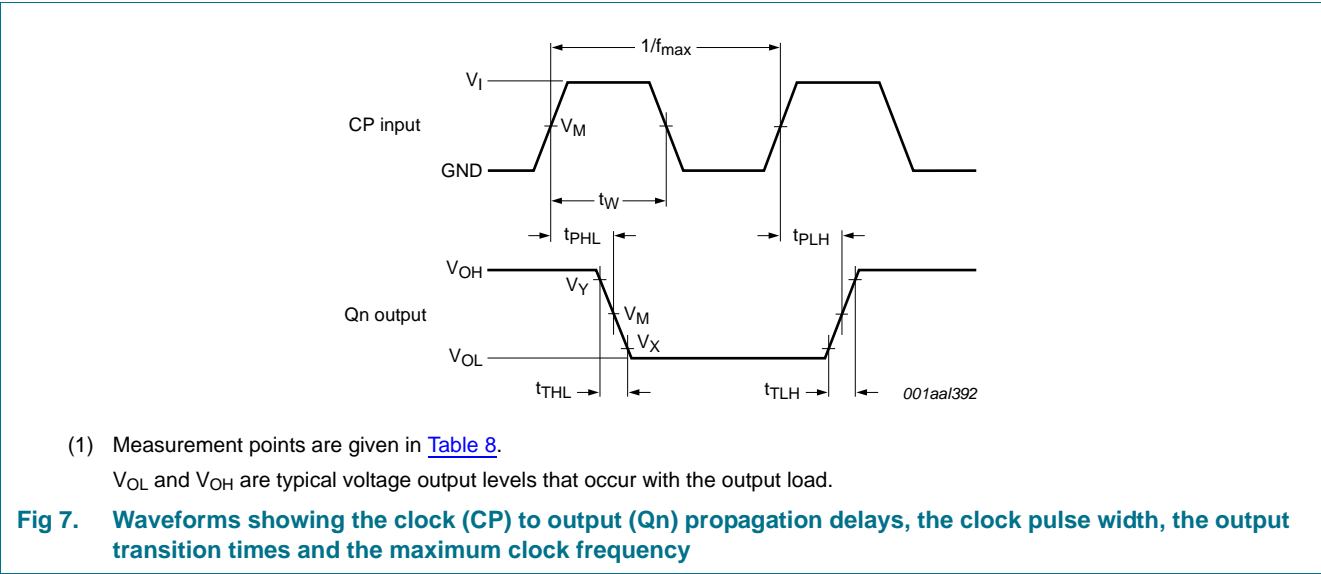 1/fmax
VI
CP input
VM
GND
tW
tPHL
tPLH
VOH
VY
Qn output
VM
VX
VOL
tTHL
tTLH
001aal392
(1) Measurement points are given in Table 8.
VOL and VOH are typical voltage output levels that occur with the output load.
Fig 7. Waveforms showing the clock (CP) to output (Qn) propagation delays, the clock pulse width, the output
transition times and the maximum clock frequency